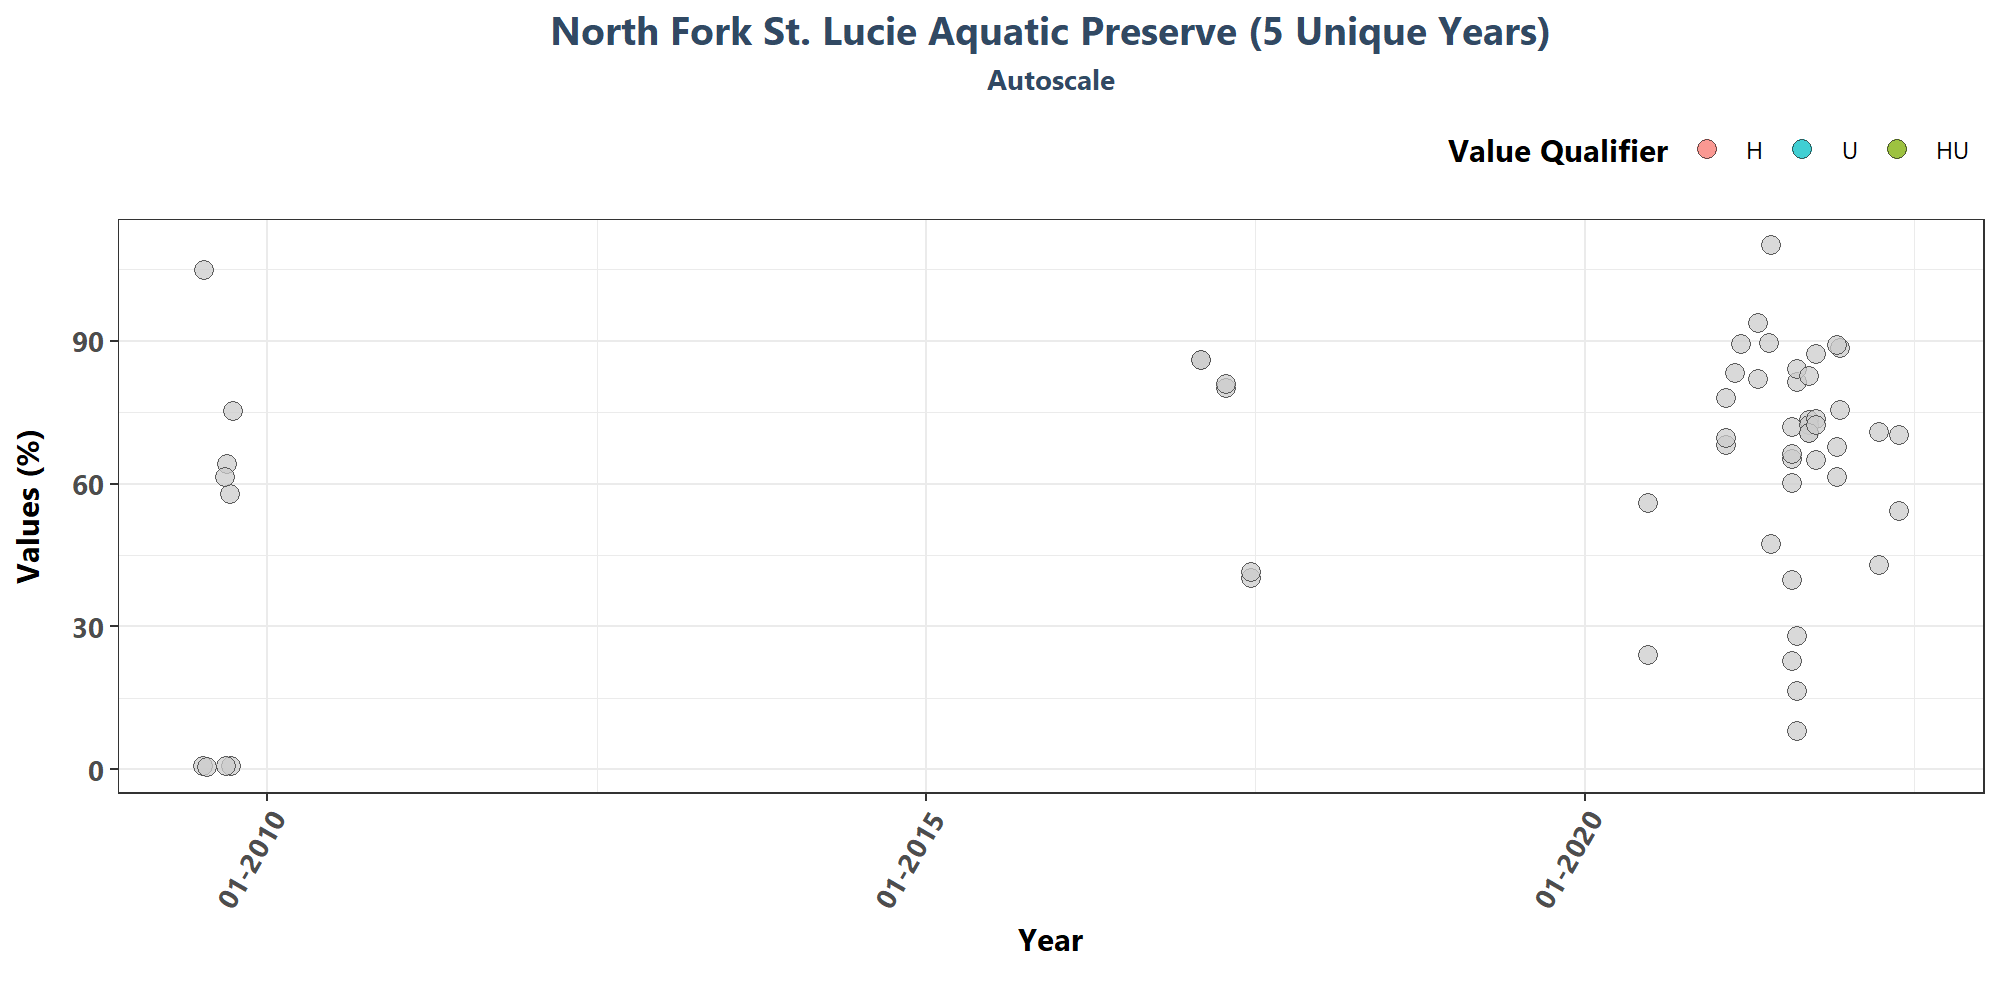 North Fork St. Lucie Aquatic Preserve (5 Unique Years)
Autoscale
Value Qualifier H U HU
Values (%)
90
60
30
0
01-2010 01-2015 01-2020
Year